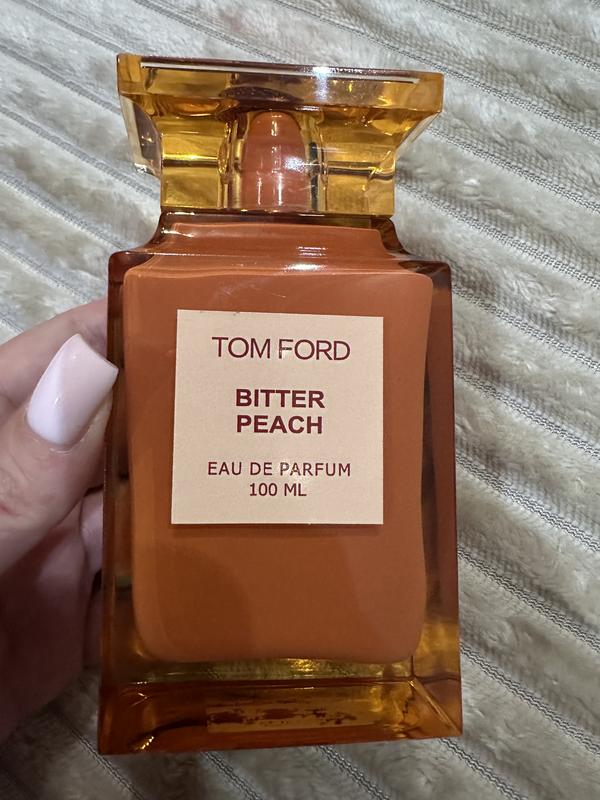 TOM FORD
BITTER
PEACH
EAU DE PARFUM
100 ML